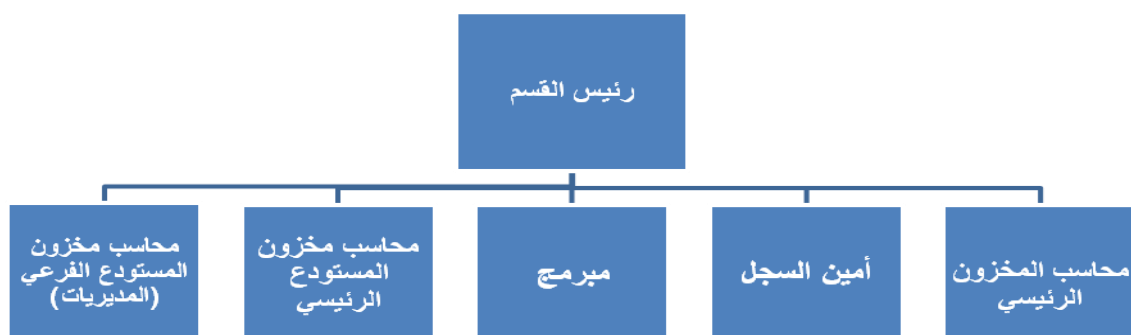 رئيس القسم
محاسب المخزون
الرئيسي
أمين السجل
مبرمج
محاسب مخزون
المستودع
الرئيسي
محاسب مخزون
المستودع الفرعي
(المديريات)